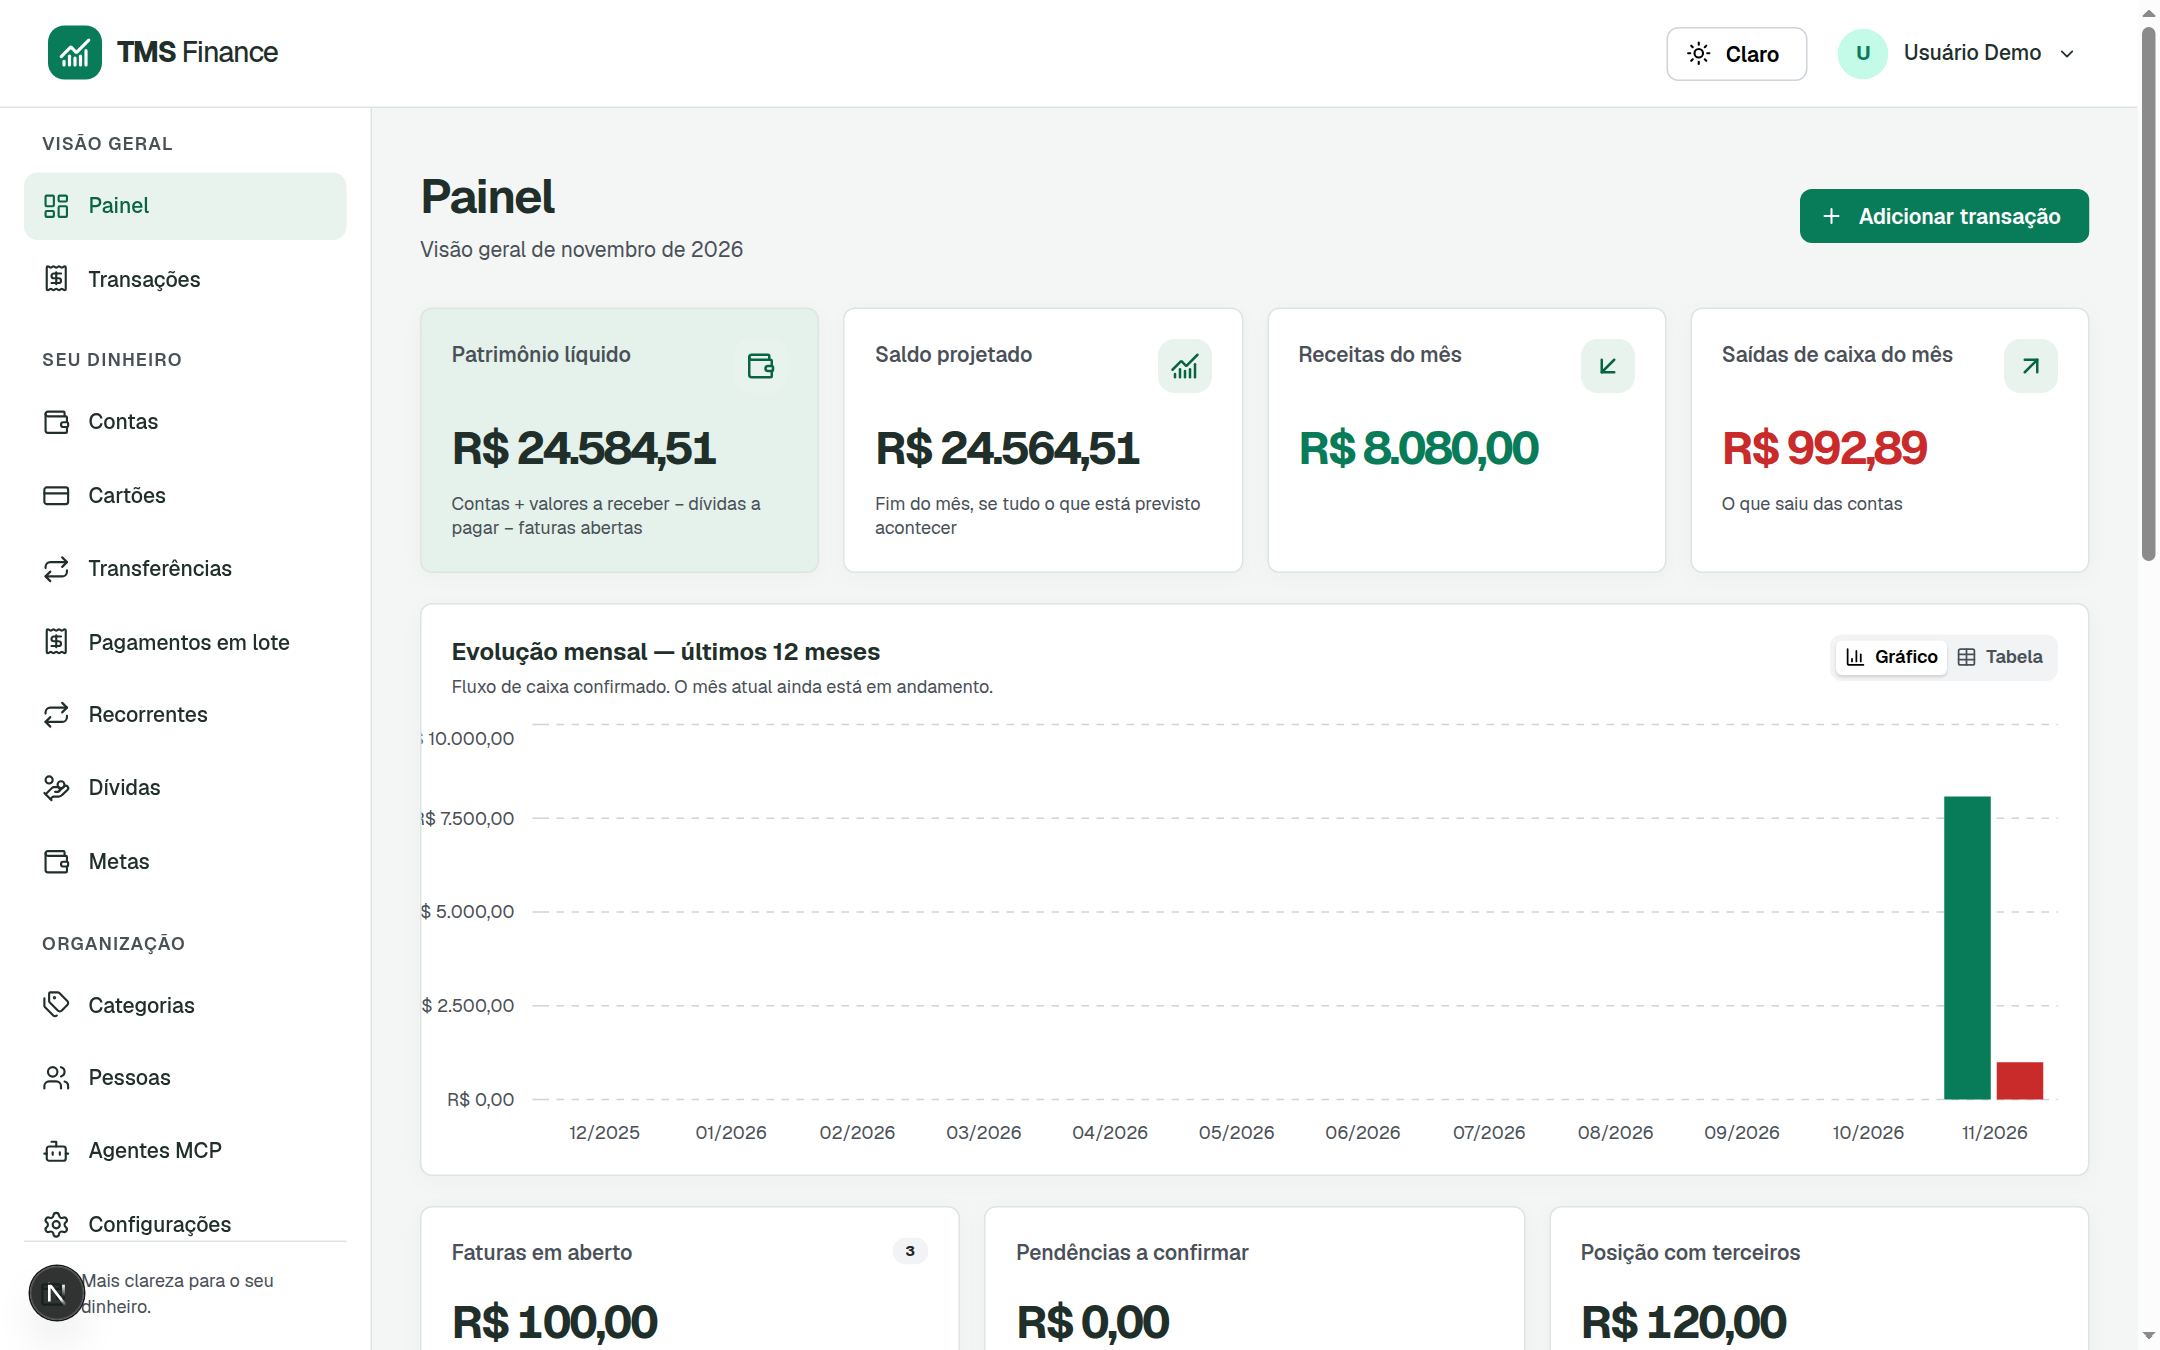 TMS Finance
Claro
U
Usuário Demo
VISÃO GERAL
Painel
Transações
SEU DINHEIRO
Contas
Cartões
Transferências
Pagamentos em lote
Recorrentes
Dívidas
Metas
ORGANIZAÇÃO
Categorias
Pessoas
Agentes MCP
Configurações
N
Mais clareza para o seu
dinheiro.
Painel
Visão geral de novembro de 2026
+ Adicionar transação
Patrimônio líquido
R$ 24.584,51
Contas + valores a receber – dívidas a
pagar – faturas abertas
Saldo projetado
R$ 24.564,51
Fim do mês, se tudo o que está previsto
acontecer
Receitas do mês
R$ 8.080,00
Saídas de caixa do mês
R$ 992,89
O que saiu das contas
Evolução mensal — últimos 12 meses
Fluxo de caixa confirmado. O mês atual ainda está em andamento.
Gráfico
Tabela
$ 10.000,00
R$ 7.500,00
$ 5.000,00
$ 2.500,00
R$ 0,00
12/2025
01/2026
02/2026
03/2026
04/2026
05/2026
06/2026
07/2026
08/2026
09/2026
10/2026
11/2026
Faturas em aberto
3
R$ 100,00
Pendências a confirmar
R$ 0,00
Posição com terceiros
R$ 120,00